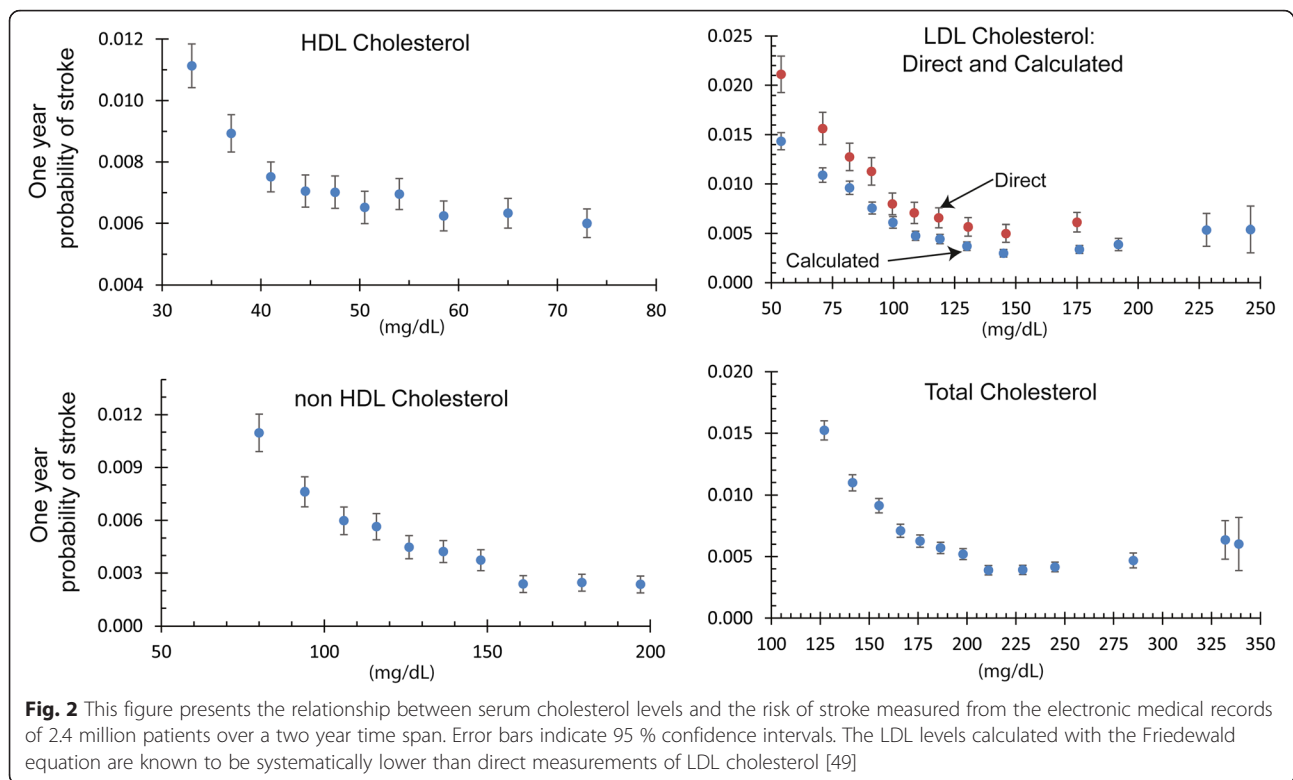 HDL Cholesterol
One year
probability of stroke
0.012
0.010
0.008
0.006
0.004
30 40 50 60 70 80
(mg/dL)
LDL Cholesterol:
Direct and Calculated
0.025
0.020
0.015
0.010
0.005
0.000
Direct
Calculated
50 75 100 125 150 175 200 225 250
(mg/dL)
non HDL Cholesterol
One year
probability of stroke
0.012
0.009
0.006
0.003
0.000
50 100 150 200
(mg/dL)
Total Cholesterol
0.020
0.015
0.010
0.005
0.000
100 125 150 175 200 225 250 275 300 325 350
(mg/dL)
Fig. 2 This figure presents the relationship between serum cholesterol levels and the risk of stroke measured from the electronic medical records
of 2.4 million patients over a two year time span. Error bars indicate 95 % confidence intervals. The LDL levels calculated with the Friedewald
equation are known to be systematically lower than direct measurements of LDL cholesterol [49]